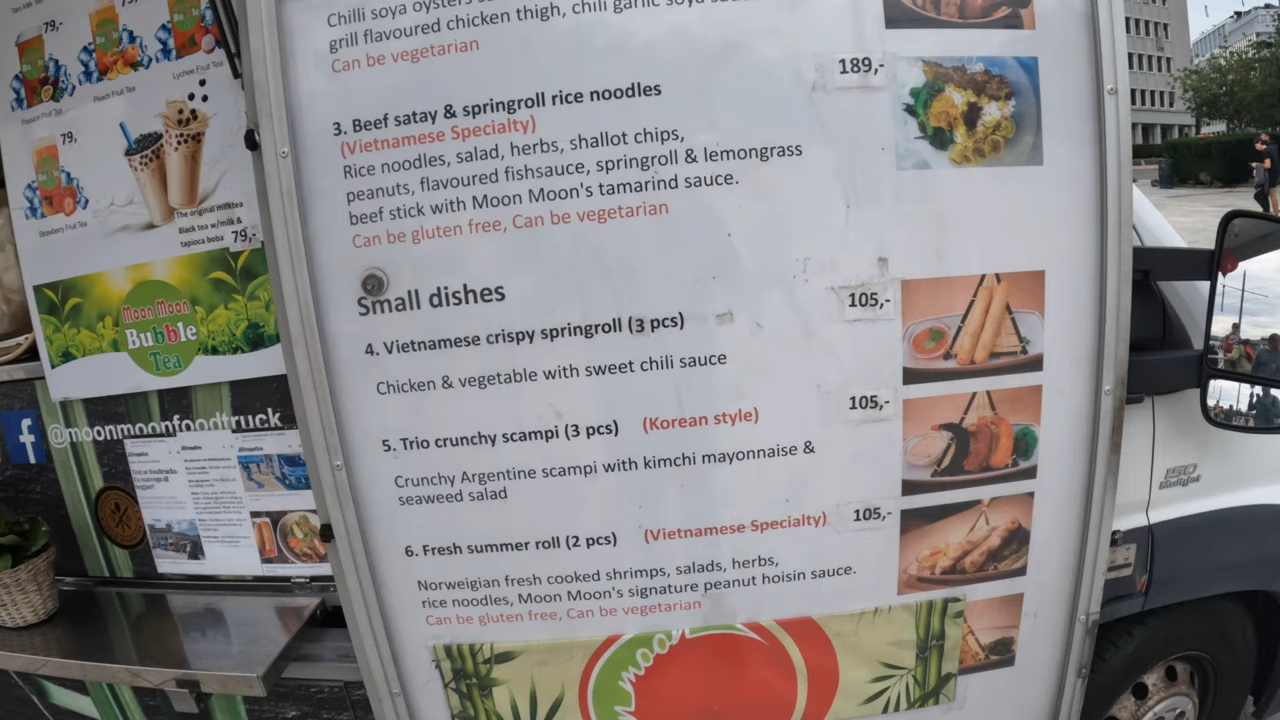 79,-
Passion Fruit Tea
Peach Fruit Tea
Lychee Fruit Tea
79,
Strawberry Fruit Tea
The original milktea
Black tea w/milk &
tapioca boba 79,-
Moon Moon
Bubble
Tea
@moonmoonfoodtruck
Chilli soya oysters
grill flavoured chicken thigh, chili garlic soya
Can be vegetarian
189,-
3. Beef satay & springroll rice noodles
(Vietnamese Specialty)
Rice noodles, salad, herbs, shallot chips,
peanuts, flavoured fishsauce, springroll & lemongrass
beef stick with Moon Moon's tamarind sauce.
Can be gluten free, Can be vegetarian
Small dishes
105,-
4. Vietnamese crispy springroll (3 pcs)
Chicken & vegetable with sweet chili sauce
105,-
5. Trio crunchy scampi (3 pcs) (Korean style)
Crunchy Argentine scampi with kimchi mayonnaise &
seaweed salad
105,-
6. Fresh summer roll (2 pcs) (Vietnamese Specialty)
Norweigian fresh cooked shrimps, salads, herbs,
rice noodles, Moon Moon's signature peanut hoisin sauce.
Can be gluten free, Can be vegetarian
moon
150
Multijet